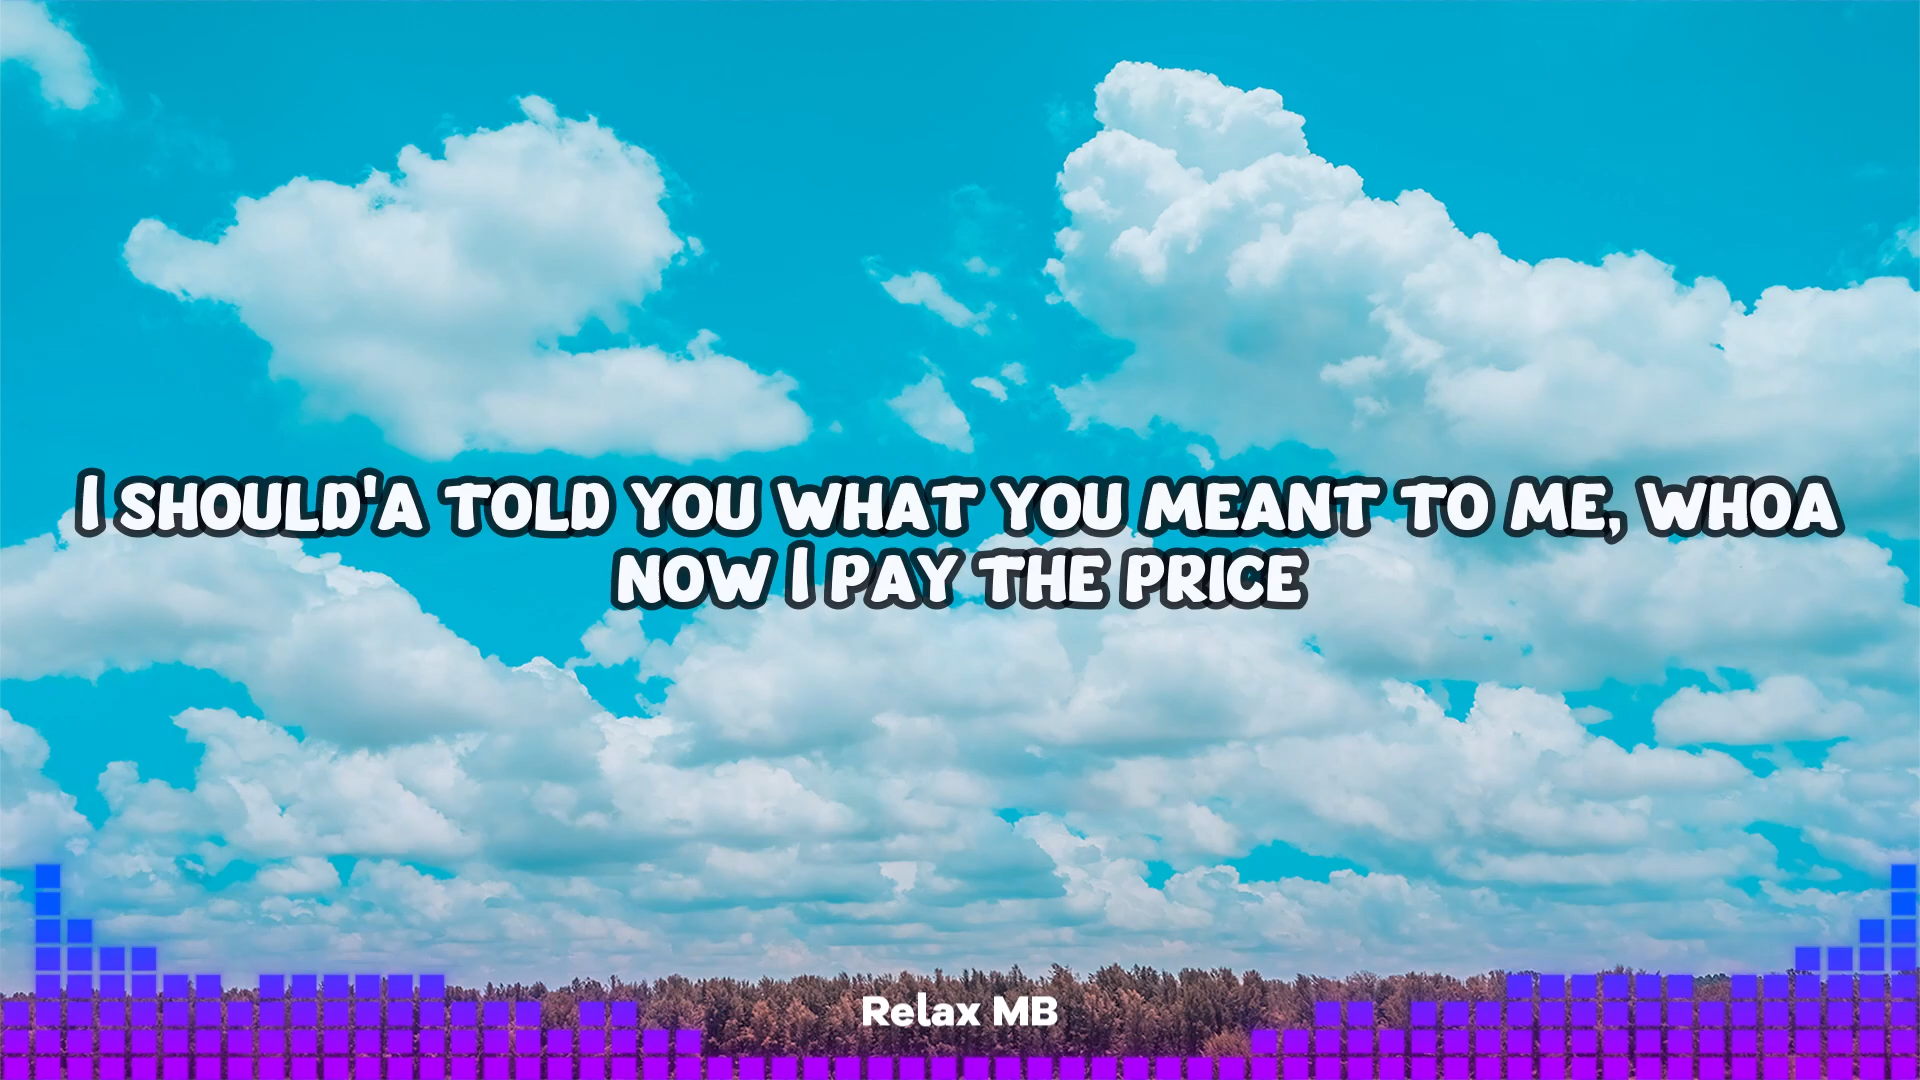 I SHOULD'A TOLD YOU WHAT YOU MEANT TO ME, WHOA
NOW I PAY THE PRICE
Relax MB